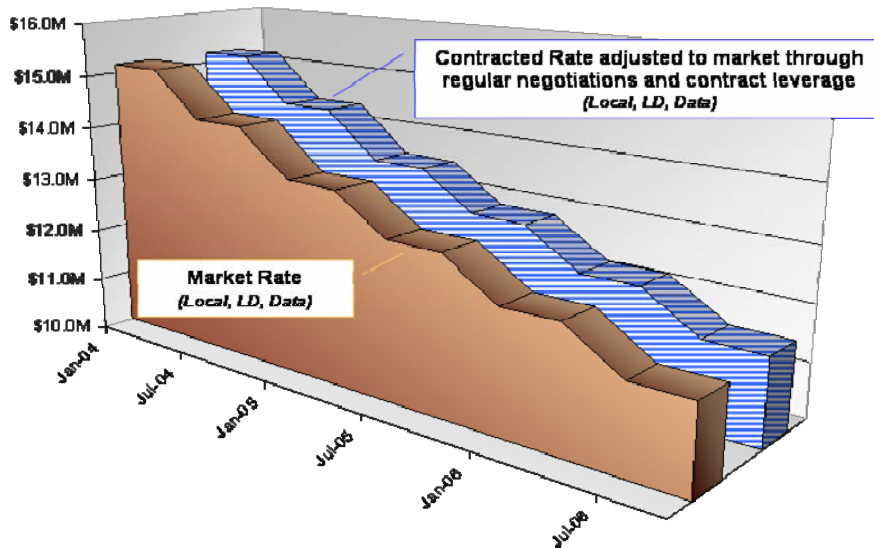 $16.0M
$15.0M
$14.0M
$13.0M
$12.0M
$11.0M
$10.0M
Contracted Rate adjusted to market through
regular negotiations and contract leverage
(Local, LD, Data)
Market Rate
(Local, LD, Data)
Jan-04
Jul-04
Jan-05
Jul-05
Jan-06
Jul-06